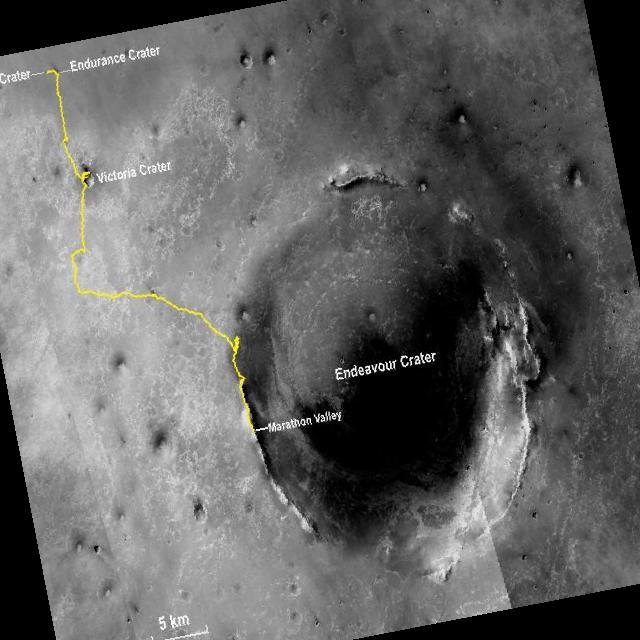 Crater
Endurance Crater
Victoria Crater
Endeavour Crater
Marathon Valley
5 km